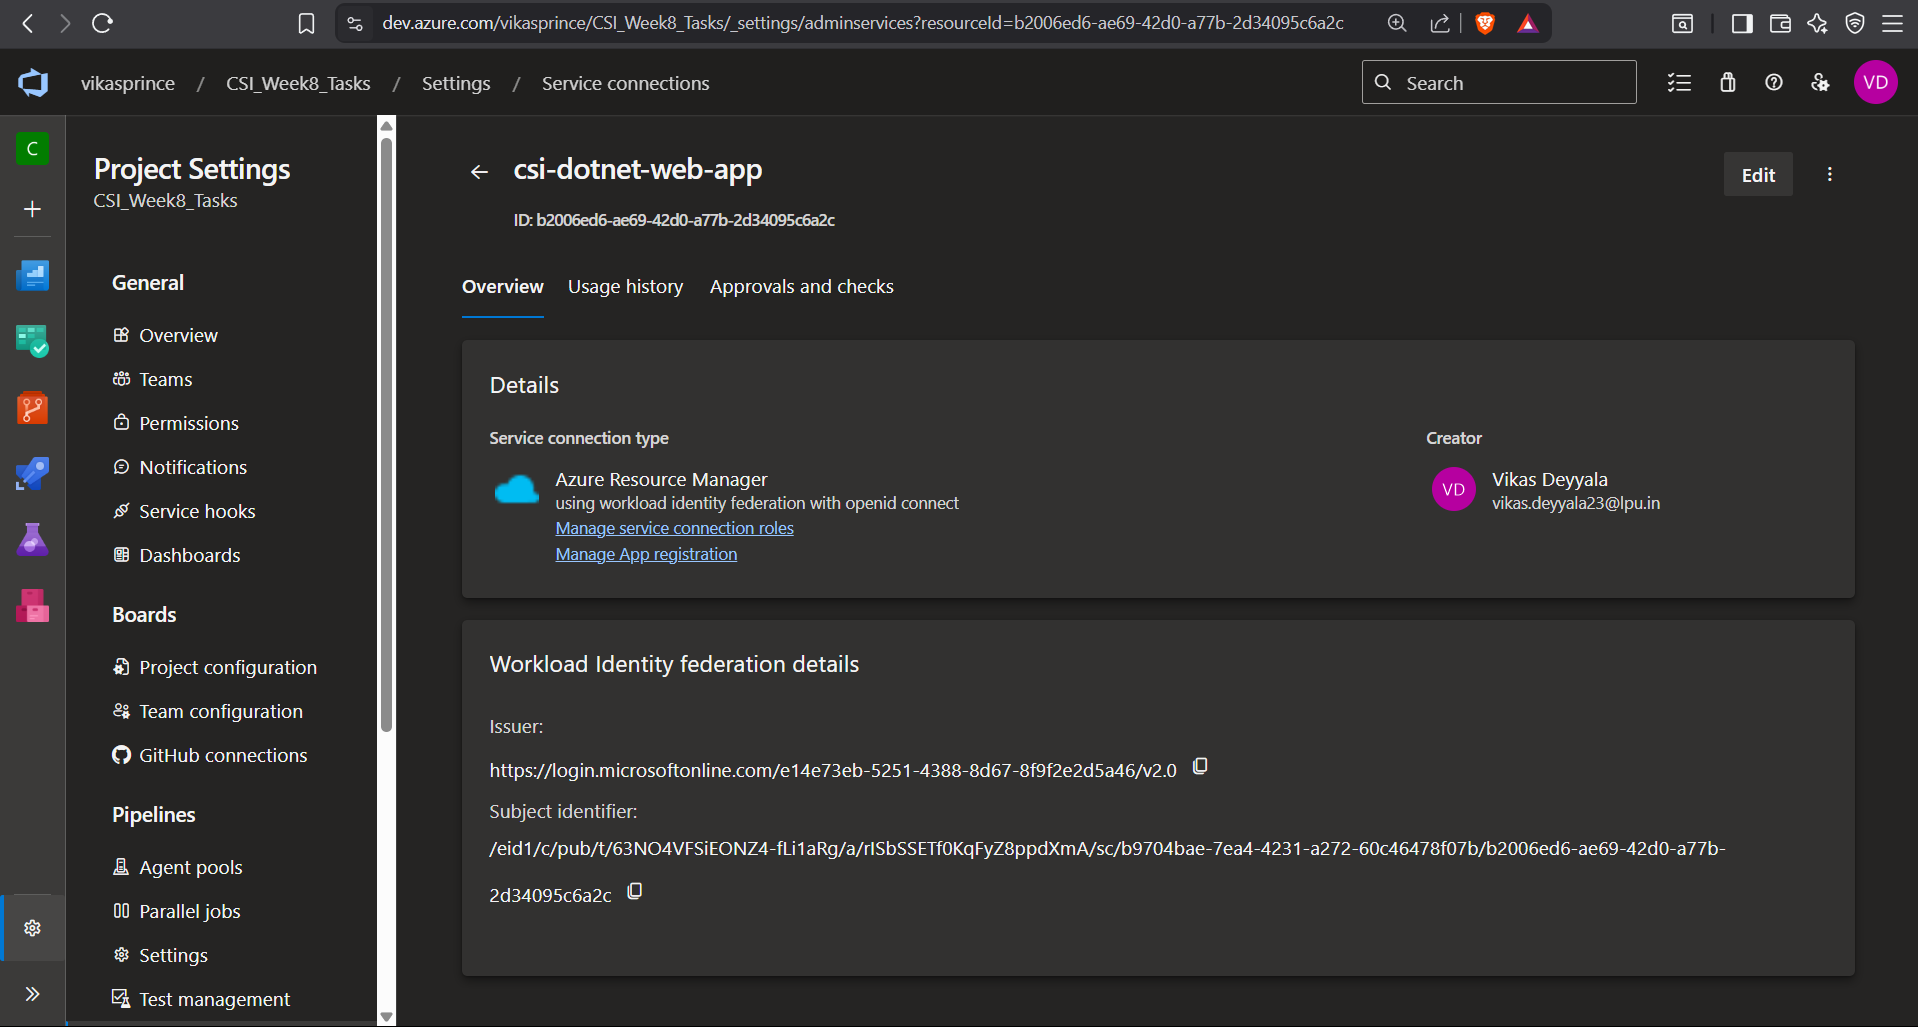 dev.azure.com/vikasprince/CSI_Week8_Tasks/_settings/adminservices?resourceId=b2006ed6-ae69-42d0-a77b-2d34095c6a2c
vikasprince / CSI_Week8_Tasks / Settings / Service connections
Search
VD
C
Project Settings
CSI_Week8_Tasks
General
Overview
Teams
Permissions
Notifications
Service hooks
Dashboards
Boards
Project configuration
Team configuration
GitHub connections
Pipelines
Agent pools
Parallel jobs
Settings
Test management
csi-dotnet-web-app
Edit
ID: b2006ed6-ae69-42d0-a77b-2d34095c6a2c
Overview Usage history Approvals and checks
Details
Service connection type
Azure Resource Manager
using workload identity federation with openid connect
Manage service connection roles
Manage App registration
Creator
VD
Vikas Deyyala
vikas.deyyala23@lpu.in
Workload Identity federation details
Issuer:
https://login.microsoftonline.com/e14e73eb-5251-4388-8d67-8f9f2e2d5a46/v2.0
Subject identifier:
/eid1/c/pub/t/63NO4VFSiEONZ4-fLi1aRg/a/rISbSSETf0KqFyZ8ppdXmA/sc/b9704bae-7ea4-4231-a272-60c46478f07b/b2006ed6-ae69-42d0-a77b-
2d34095c6a2c